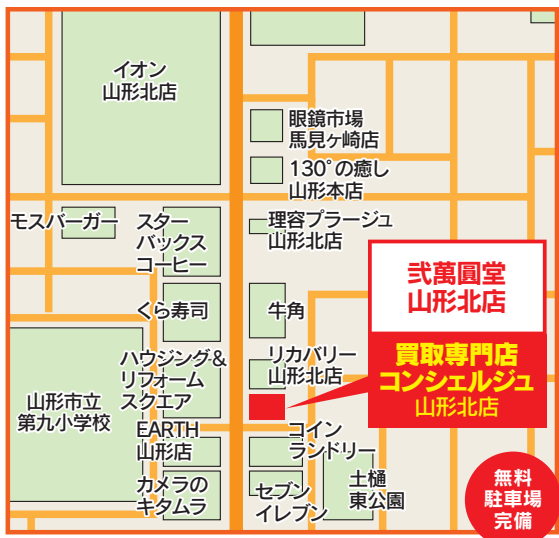 イオン
山形北店
眼鏡市場
馬見ヶ崎店
130°の癒し
山形本店
モスバーガー
スター
バックス
コーヒー
理容プラージュ
山形北店
弐萬圓堂
山形北店
くら寿司
牛角
買取専門店
コンシェルジュ
山形北店
ハウジング&
リフォーム
スクエア
リカバリー
山形北店
山形市立
第九小学校
EARTH
山形店
コイン
ランドリー
カメラの
キタムラ
セブン
イレブン
土樋
東公園
無料
駐車場
完備